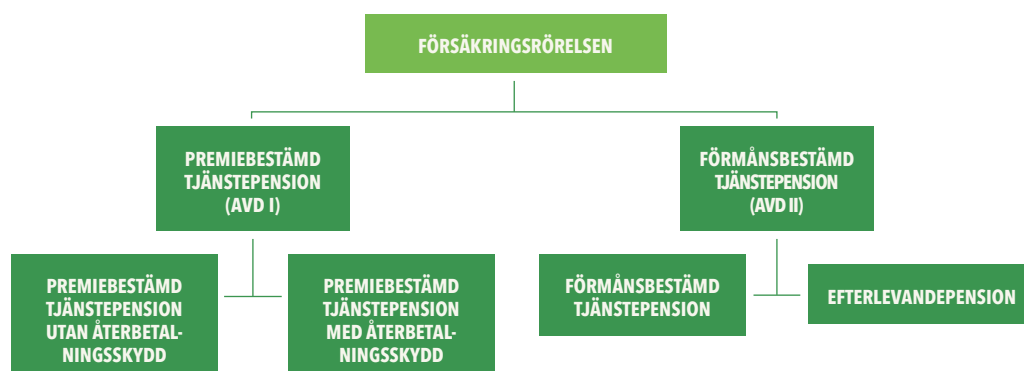 FÖRSÄKRINGSRÖRELSEN
PREMIEBESTÄMD
TJÄNSTEPENSION
(AVD I)
FÖRMÅNSBESTÄMD
TJÄNSTEPENSION
(AVD II)
PREMIEBESTÄMD
TJÄNSTEPENSION
UTAN ÅTERBETAL-
NINGSSKYDD
PREMIEBESTÄMD
TJÄNSTEPENSION
MED ÅTERBETAL-
NINGSSKYDD
FÖRMÅNSBESTÄMD
TJÄNSTEPENSION
EFTERLEVANDEPENSION